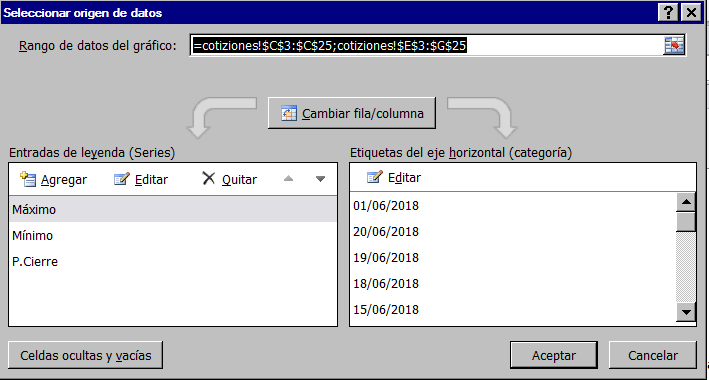 Seleccionar origen de datos
Rango de datos del gráfico: =cotiziones!$C$3:$C$25;cotiziones!$E$3:$G$25
Cambiar fila/columna
Entradas de leyenda (Series)
Agregar Editar Quitar
Máximo
Mínimo
P.Cierre
Etiquetas del eje horizontal (categoría)
Editar
01/06/2018
20/06/2018
19/06/2018
18/06/2018
15/06/2018
Celdas ocultas y vacías
Aceptar Cancelar